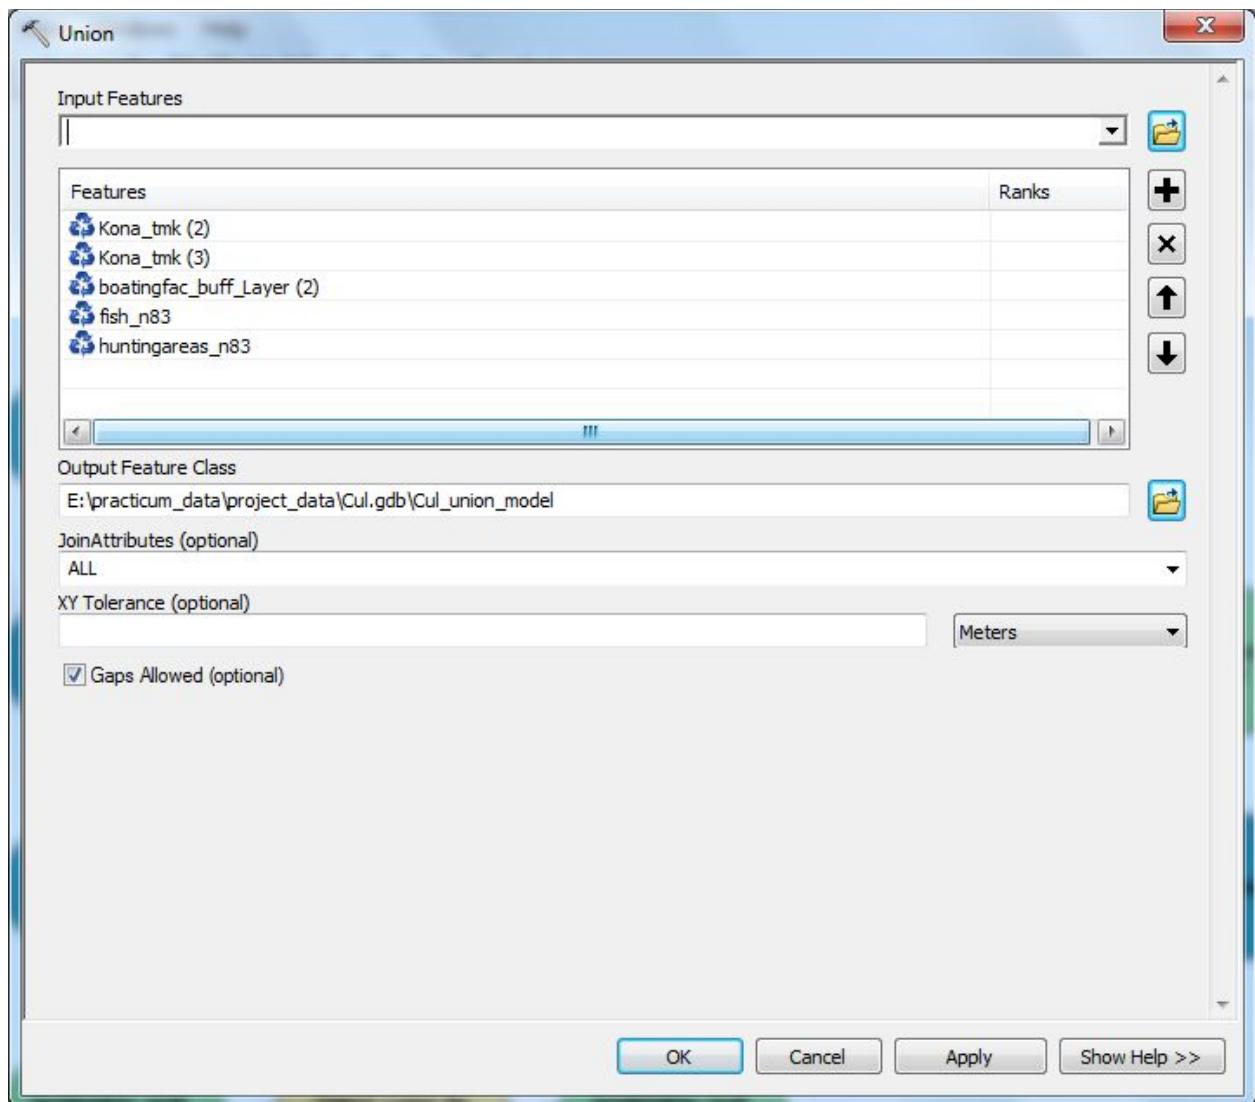 Union
Input Features
Features Ranks
Kona_tmk (2)
Kona_tmk (3)
boatingfac_buff_Layer (2)
fish_n83
huntingareas_n83
Output Feature Class
E:\practicum_data\project_data\Cul.gdb\Cul_union_model
JoinAttributes (optional)
ALL
XY Tolerance (optional)
Meters
Gaps Allowed (optional)
OK Cancel Apply Show Help >>